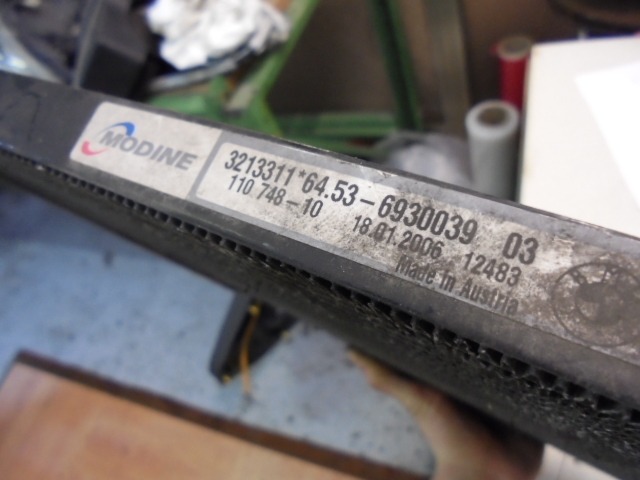 MODINE
3213311*64.53-6930039 03
110 748-10 18.01.2006 12483
Made in Austria